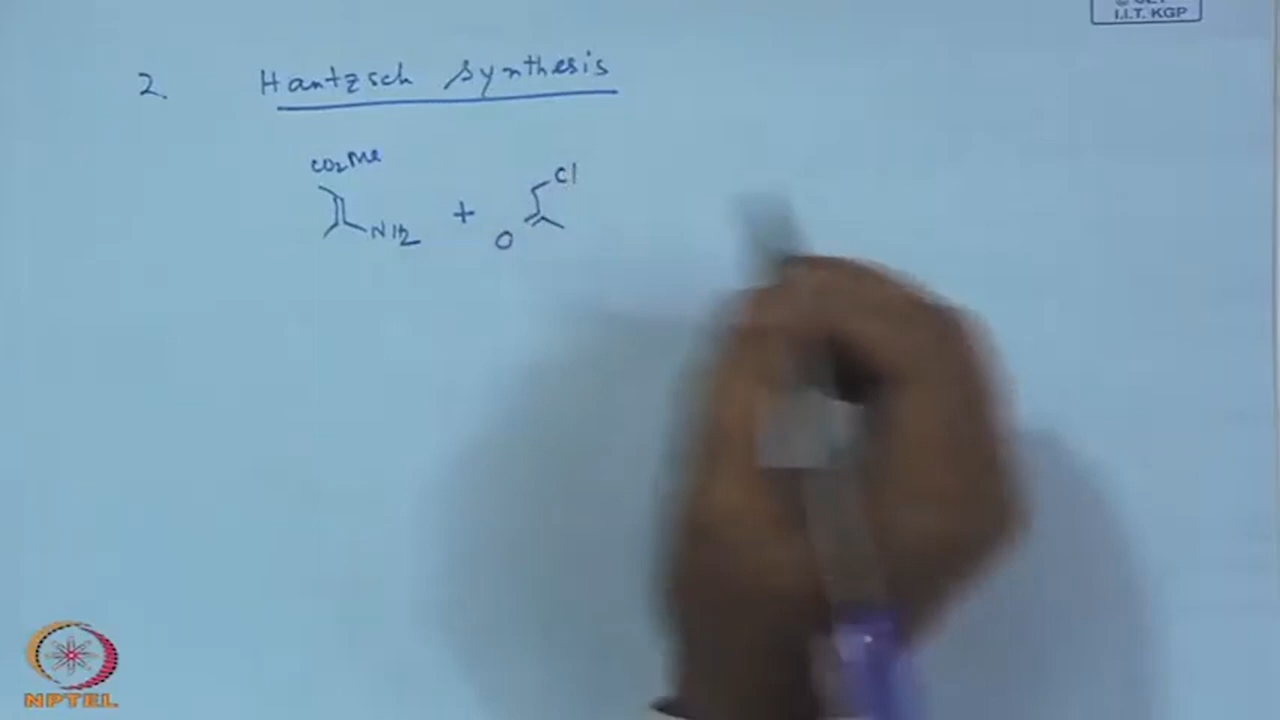 I.I.T. KGP
2. Hantzsch synthesis
CO2Me
Cl
NH2 + O
NPTEL